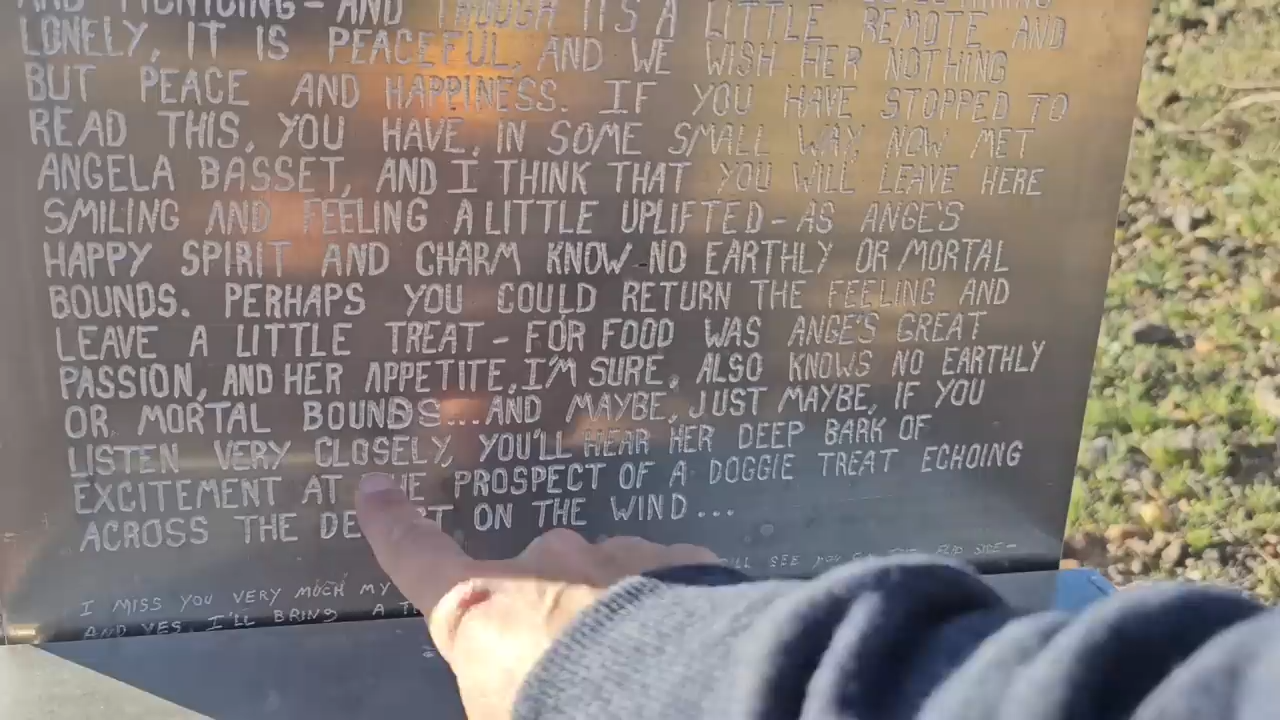 AND PICNICING - AND THOUGH IT'S A LITTLE REMOTE AND
LONELY, IT IS PEACEFUL, AND WE WISH HER NOTHING
BUT PEACE AND HAPPINESS. IF YOU HAVE STOPPED TO
READ THIS, YOU HAVE, IN SOME SMALL WAY, NOW MET
ANGELA BASSET, AND I THINK THAT YOU WILL LEAVE HERE
SMILING AND FEELING A LITTLE UPLIFTED - AS ANGE'S
HAPPY SPIRIT AND CHARM KNOW NO EARTHLY OR MORTAL
BOUNDS. PERHAPS YOU COULD RETURN THE FEELING AND
LEAVE A LITTLE TREAT - FOR FOOD WAS ANGE'S GREAT
PASSION, AND HER APPETITE, I'M SURE, ALSO KNOWS NO EARTHLY
OR MORTAL BOUNDS... AND MAYBE, JUST MAYBE, IF YOU
LISTEN VERY CLOSELY, YOU'LL HEAR HER DEEP BARK OF
EXCITEMENT AT THE PROSPECT OF A DOGGIE TREAT ECHOING
ACROSS THE DESERT ON THE WIND...
I MISS YOU VERY MUCH MY SEE YOU
AND YES, I'LL BRING A